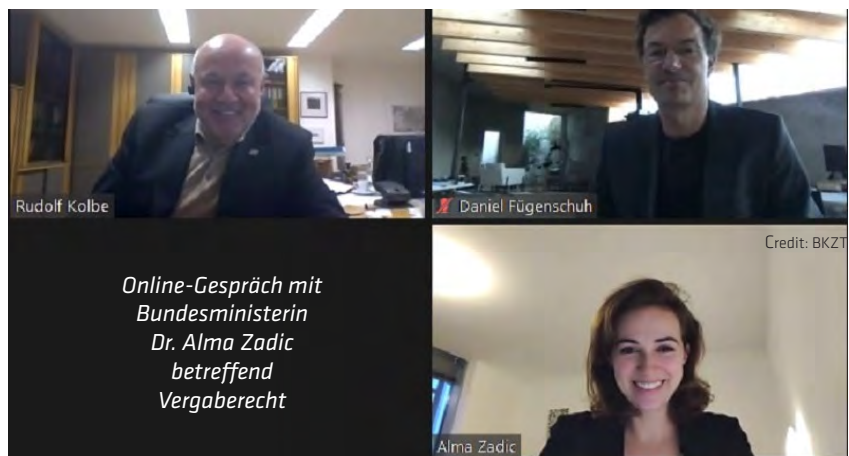 Rudolf Kolbe
Daniel Fügenschuh
Credit: BKZT
Online-Gespräch mit
Bundesministerin
Dr. Alma Zadic
betreffend
Vergaberecht
Alma Zadic